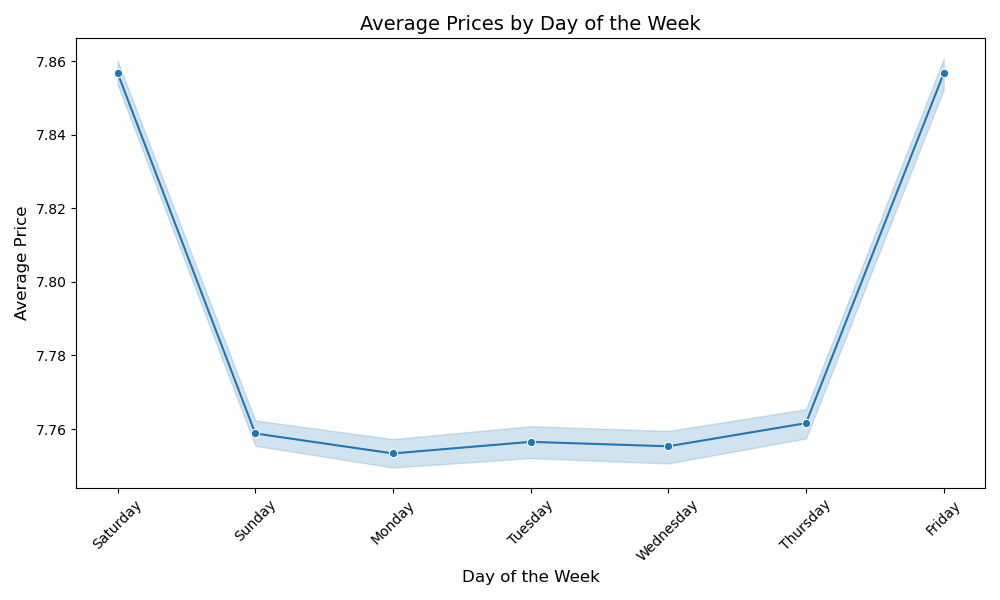 Average Prices by Day of the Week
7.86
7.84
7.82
7.80
7.78
7.76
Average Price
Saturday
Sunday
Monday
Tuesday
Wednesday
Thursday
Friday
Day of the Week